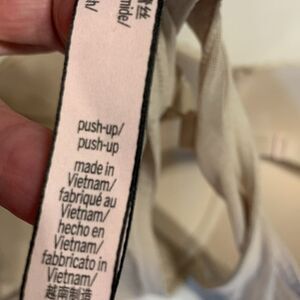 mide/
push-up/
push-up
made in
Vietnam/
fabriqué au
Vietnam/
hecho en
Vietnam/
fabbricato in
Vietnam/
越南制造